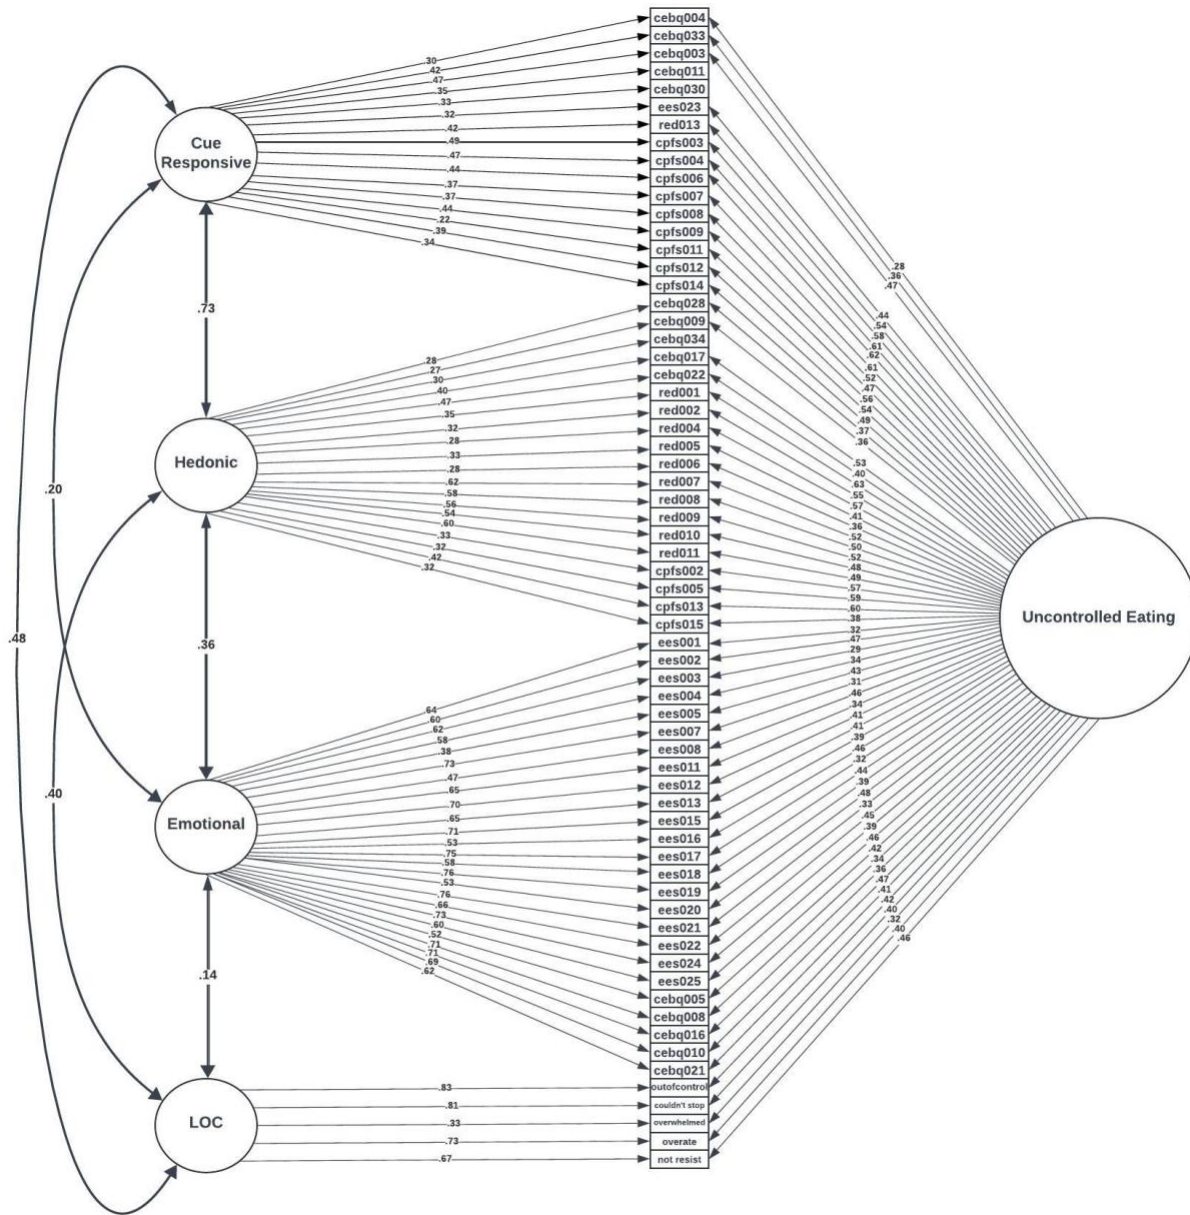 Cue
Responsive
Hedonic
Emotional
LOC
.48
.20
.40
.73
.36
.14
.30
.42
.47
.35
.33
.32
.42
.49
.47
.44
.37
.37
.44
.22
.39
.34
.28
.27
.30
.40
.47
.35
.32
.28
.33
.28
.62
.58
.56
.54
.60
.33
.32
.42
.32
.64
.60
.62
.58
.38
.73
.47
.65
.70
.65
.71
.53
.75
.58
.76
.53
.76
.66
.73
.60
.52
.71
.71
.69
.62
.83
.81
.33
.73
.67
cebq004
cebq033
cebq003
cebq011
cebq030
ees023
red013
cpfs003
cpfs004
cpfs006
cpfs007
cpfs008
cpfs009
cpfs011
cpfs012
cpfs014
cebq028
cebq009
cebq034
cebq017
cebq022
red001
red002
red004
red005
red006
red007
red008
red009
red010
red011
cpfs002
cpfs005
cpfs013
cpfs015
ees001
ees002
ees003
ees004
ees005
ees007
ees008
ees011
ees012
ees013
ees015
ees016
ees017
ees018
ees019
ees020
ees021
ees022
ees024
ees025
cebq005
cebq008
cebq016
cebq010
cebq021
outofcontrol
couldn't stop
overwhelmed
overate
not resist
.28
.36
.47
.44
.54
.58
.61
.62
.61
.52
.47
.56
.54
.49
.37
.36
.53
.40
.63
.55
.57
.41
.36
.52
.50
.52
.48
.49
.57
.59
.60
.38
.32
.47
.29
.34
.43
.31
.46
.34
.41
.41
.39
.46
.32
.44
.39
.48
.33
.45
.39
.46
.42
.34
.36
.47
.41
.42
.40
.32
.40
.46
Uncontrolled Eating